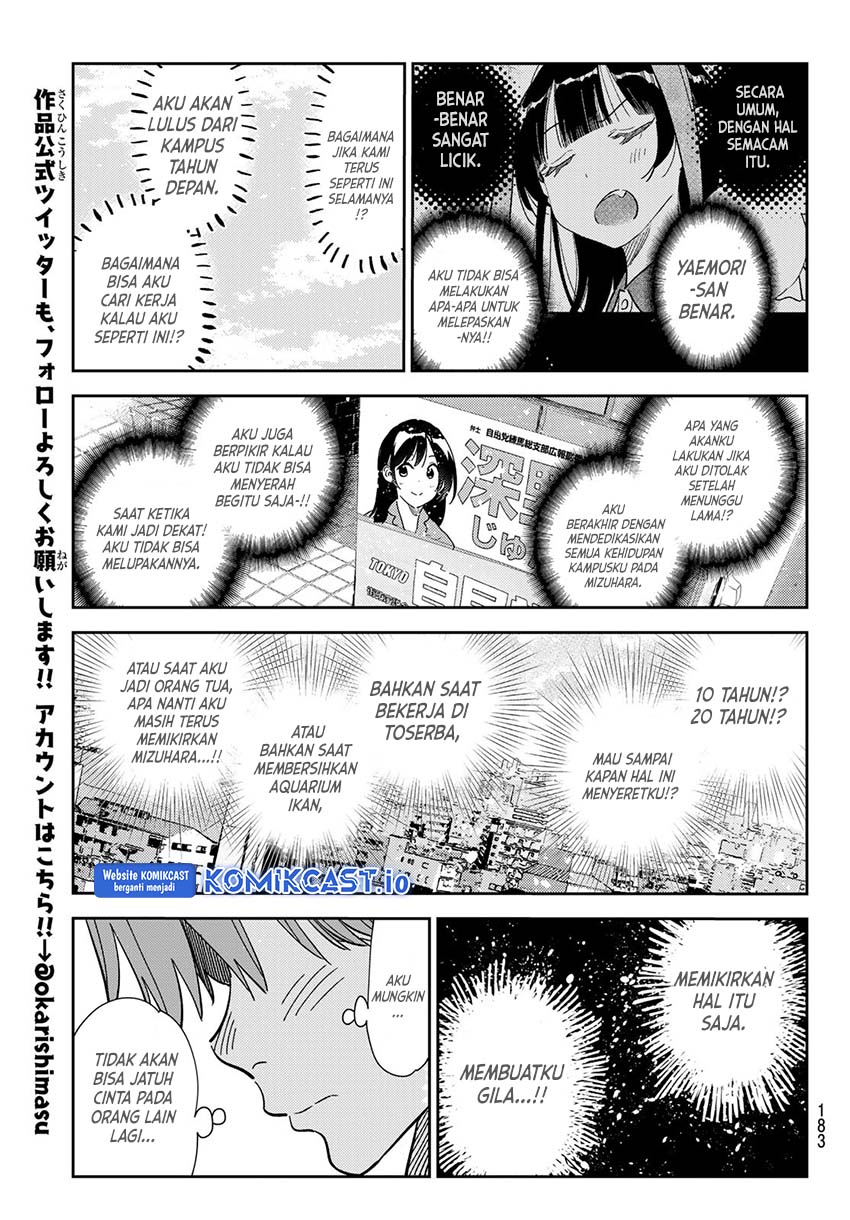 SECARA
UMUM,
DENGAN HAL
SEMACAM
ITU.
BENAR
-BENAR
SANGAT
LICIK.
YAEMORI
-SAN
BENAR.
AKU TIDAK BISA
MELAKUKAN
APA-APA UNTUK
MELEPASKAN
-NYA!!
BAGAIMANA
JIKA KAMI
TERUS
SEPERTI INI
SELAMANYA
!?
AKU AKAN
LULUS DARI
KAMPUS
TAHUN
DEPAN.
BAGAIMANA
BISA AKU
CARI KERJA
KALAU AKU
SEPERTI INI!?
APA YANG
AKANKU
LAKUKAN JIKA
AKU DITOLAK
SETELAH
MENUNGGU
LAMA!?
AKU
BERAKHIR DENGAN
MENDEDIKASIKAN
SEMUA KEHIDUPAN
KAMPUSKU PADA
MIZUHARA.
TOKYO
AKU JUGA
BERPIKIR KALAU
AKU TIDAK BISA
MENYERAH
BEGITU SAJA-!!
SAAT KETIKA
KAMI JADI DEKAT!
AKU TIDAK BISA
MELUPAKANNYA.
10 TAHUN!?
20 TAHUN!?
MAU SAMPAI
KAPAN HAL INI
MENYERETKU!?
BAHKAN SAAT
BEKERJA DI
TOSERBA,
ATAU
BAHKAN SAAT
MEMBERSIHKAN
AQUARIUM
IKAN,
ATAU SAAT AKU
JADI ORANG TUA,
APA NANTI AKU
MASIH TERUS
MEMIKIRKAN
MIZUHARA...!!
Website KOMIKCAST
berganti menjadi
KOMIKCAST.io
MEMIKIRKAN
HAL ITU
SAJA.
MEMBUATKU
GILA...!!
AKU
MUNGKIN
...
TIDAK AKAN
BISA JATUH
CINTA PADA
ORANG LAIN
LAGI...
作品公式ツイッターも、フォローよろしくお願いします!! アカウントはこちら!!→@okarishimasu
183